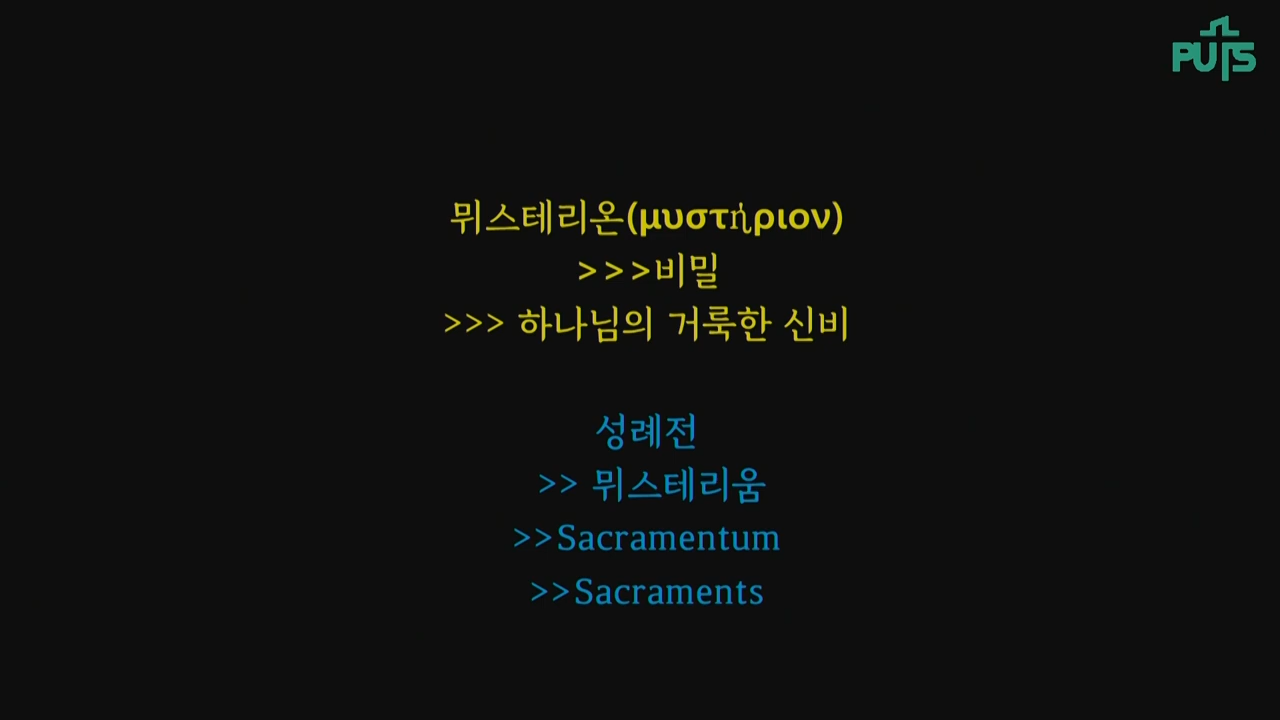 PUTS
뮈스테리온(μυστήριον)
>>>비밀
>>> 하나님의 거룩한 신비
성례전
>> 뮈스테리움
>>Sacramentum
>>Sacraments